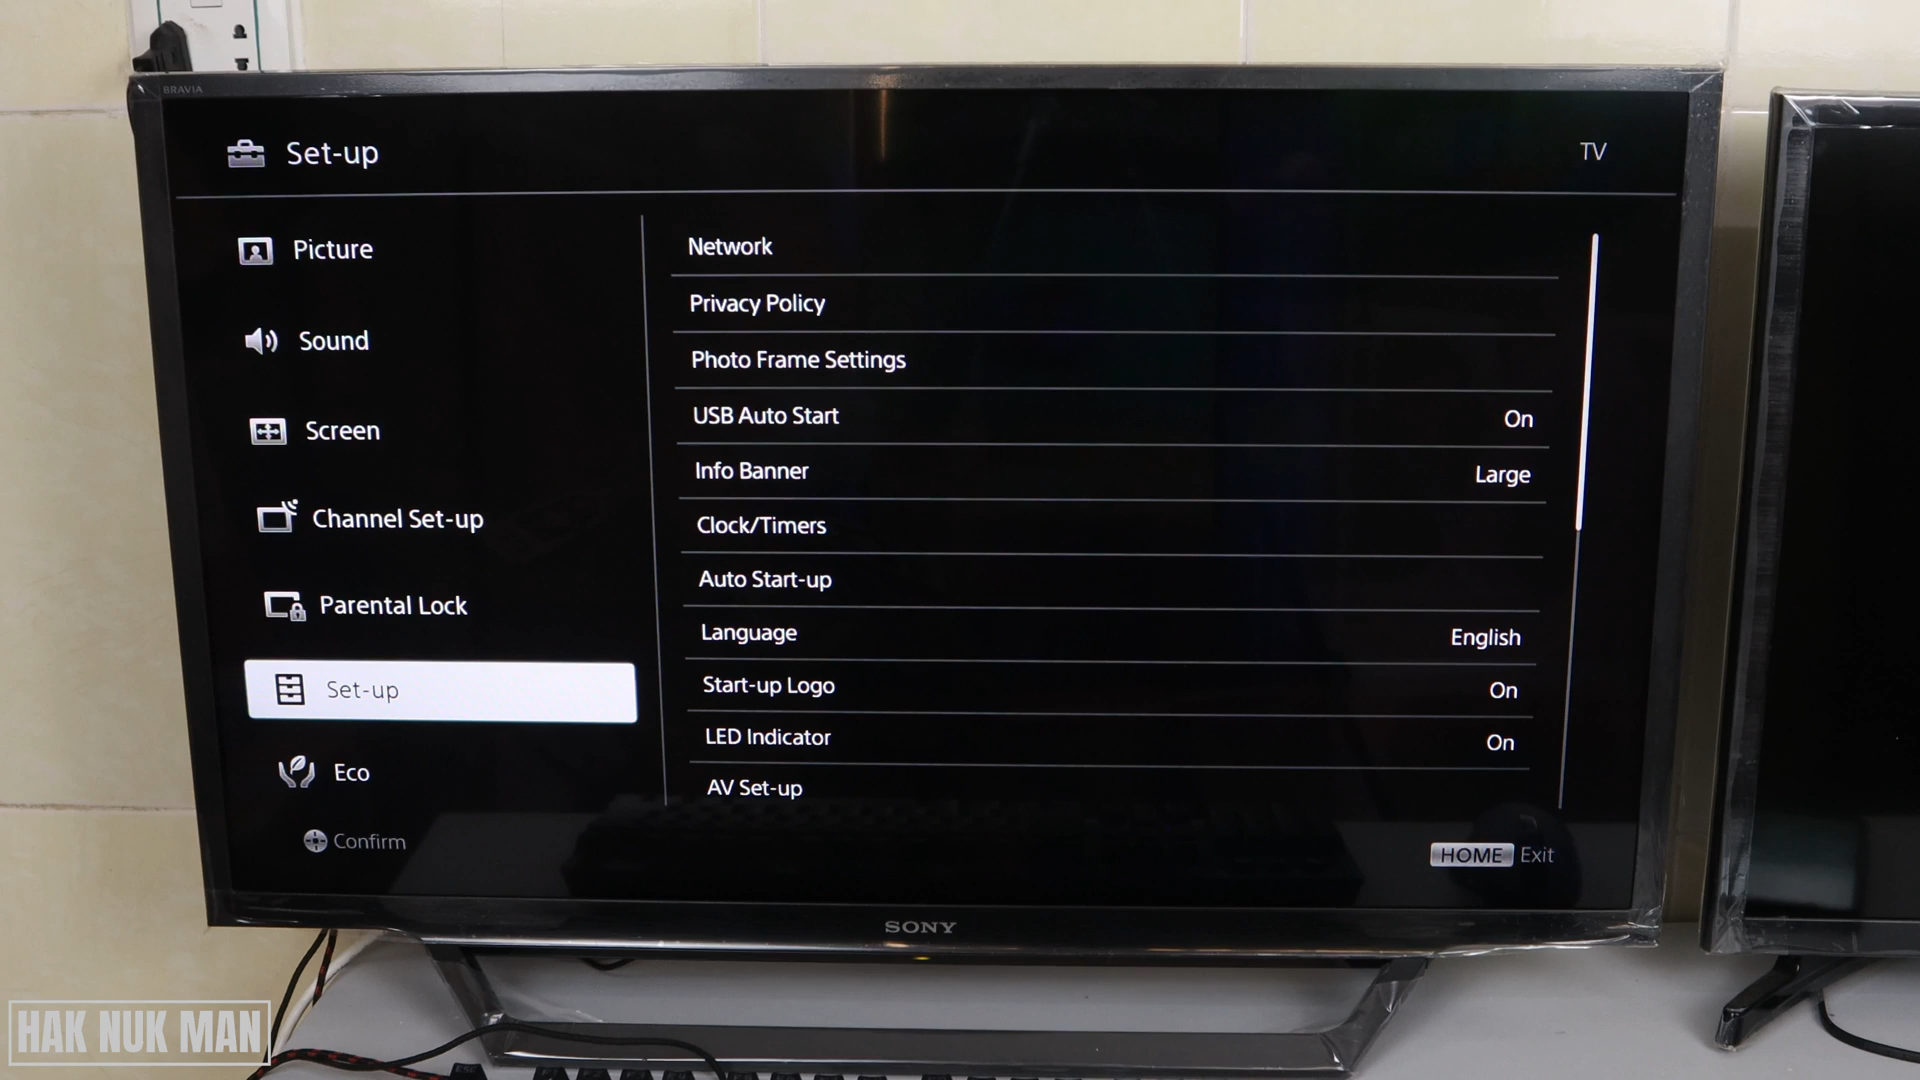 BRAVIA
Set-up
TV
Picture
Sound
Screen
Channel Set-up
Parental Lock
Set-up
Eco
Network
Privacy Policy
Photo Frame Settings
USB Auto Start On
Info Banner Large
Clock/Timers
Auto Start-up
Language English
Start-up Logo On
LED Indicator On
AV Set-up
Confirm
HOME Exit
SONY
HAK NUK MAN